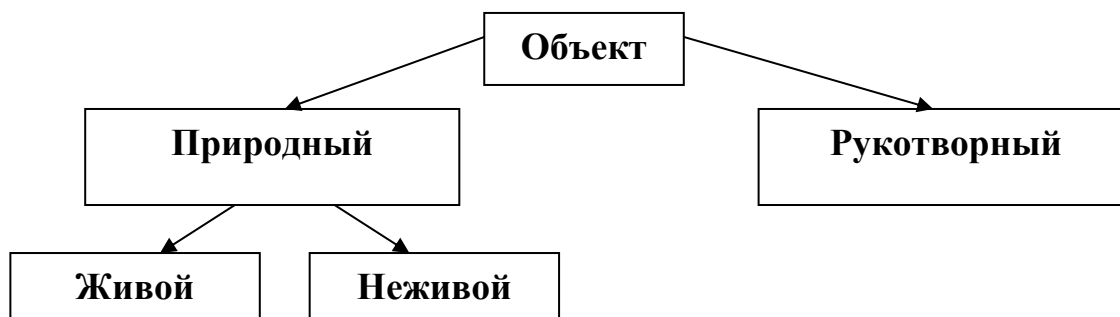 Объект
Природный
Рукотворный
Живой
Неживой